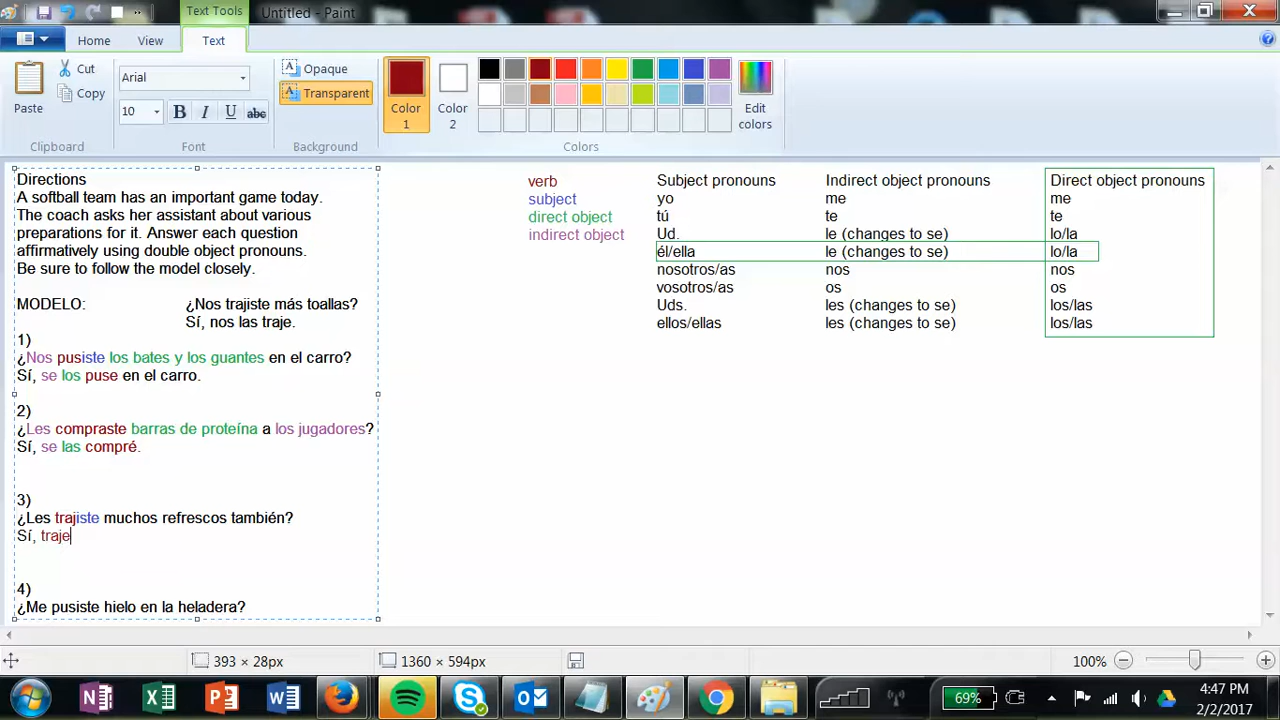 Text Tools
Untitled - Paint
Home
View
Text
Paste
Cut
Copy
Clipboard
Arial
10
B I U abc
Font
Opaque
Transparent
Background
Color 1
Color 2
Edit colors
Colors
Directions
A softball team has an important game today.
The coach asks her assistant about various
preparations for it. Answer each question
affirmatively using double object pronouns.
Be sure to follow the model closely.
MODELO: ¿Nos trajiste más toallas?
Sí, nos las traje.
1)
¿Nos pusiste los bates y los guantes en el carro?
Sí, se los puse en el carro.
2)
¿Les compraste barras de proteína a los jugadores?
Sí, se las compré.
3)
¿Les trajiste muchos refrescos también?
Sí, traje
4)
¿Me pusiste hielo en la heladera?
verb
subject
direct object
indirect object
Subject pronouns Indirect object pronouns Direct object pronouns
yo me me
tú te te
Ud. le (changes to se) lo/la
él/ella le (changes to se) lo/la
nosotros/as nos nos
vosotros/as os os
Uds. les (changes to se) los/las
ellos/ellas les (changes to se) los/las
393 × 28px
1360 × 594px
100%
69%
4:47 PM
2/2/2017